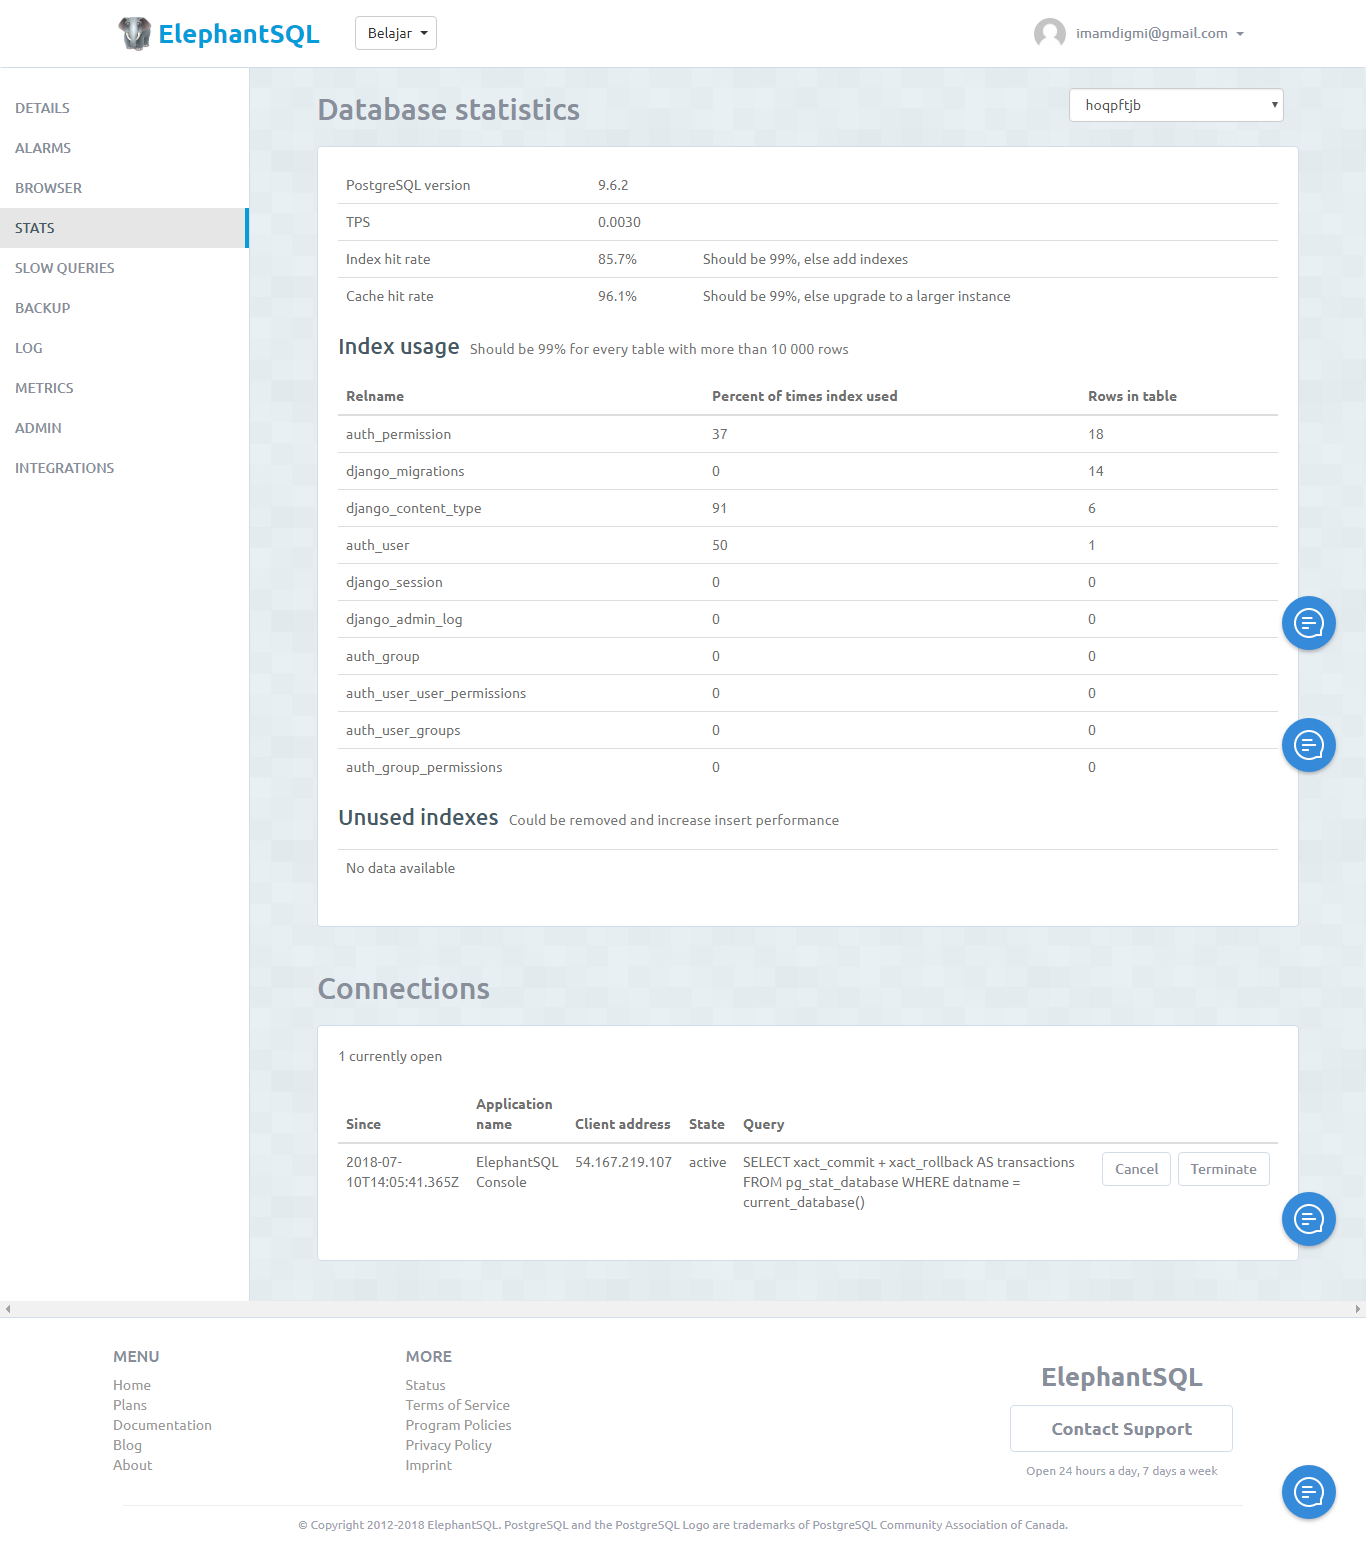 ElephantSQL
Belajar
imamdigmi@gmail.com
DETAILS
ALARMS
BROWSER
STATS
SLOW QUERIES
BACKUP
LOG
METRICS
ADMIN
INTEGRATIONS
Database statistics
hoqpftjb
PostgreSQL version 9.6.2
TPS 0.0030
Index hit rate 85.7% Should be 99%, else add indexes
Cache hit rate 96.1% Should be 99%, else upgrade to a larger instance
Index usage Should be 99% for every table with more than 10 000 rows
Relname Percent of times index used Rows in table
auth_permission 37 18
django_migrations 0 14
django_content_type 91 6
auth_user 50 1
django_session 0 0
django_admin_log 0 0
auth_group 0 0
auth_user_user_permissions 0 0
auth_user_groups 0 0
auth_group_permissions 0 0
Unused indexes Could be removed and increase insert performance
No data available
Connections
1 currently open
Since Application name Client address State Query
2018-07-10T14:05:41.365Z ElephantSQL Console 54.167.219.107 active SELECT xact_commit + xact_rollback AS transactions
FROM pg_stat_database WHERE datname =
current_database()
Cancel Terminate
MENU
Home
Plans
Documentation
Blog
About
MORE
Status
Terms of Service
Program Policies
Privacy Policy
Imprint
ElephantSQL
Contact Support
Open 24 hours a day, 7 days a week
© Copyright 2012-2018 ElephantSQL. PostgreSQL and the PostgreSQL Logo are trademarks of PostgreSQL Community Association of Canada.